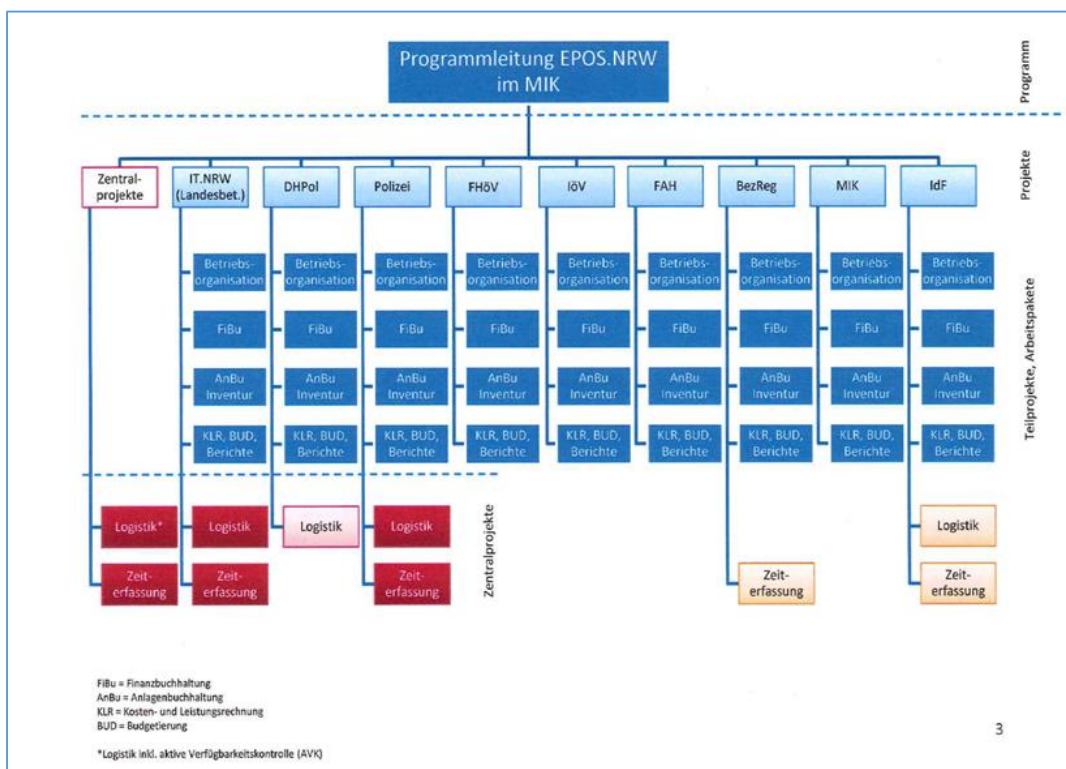 Programmleitung EPOS.NRW
im MIK
Programm
Zentral-
projekte
IT.NRW
(Landesbet.)
DHPol
Polizei
FHöV
IöV
FAH
BezReg
MIK
IdF
Projekte
Betriebs-
organisation
Betriebs-
organisation
Betriebs-
organisation
Betriebs-
organisation
Betriebs-
organisation
Betriebs-
organisation
Betriebs-
organisation
Betriebs-
organisation
Betriebs-
organisation
FiBu
FiBu
FiBu
FiBu
FiBu
FiBu
FiBu
FiBu
FiBu
AnBu
Inventur
AnBu
Inventur
AnBu
Inventur
AnBu
Inventur
AnBu
Inventur
AnBu
Inventur
AnBu
Inventur
AnBu
Inventur
AnBu
Inventur
KLR, BUD,
Berichte
KLR, BUD,
Berichte
KLR, BUD,
Berichte
KLR, BUD,
Berichte
KLR, BUD,
Berichte
KLR, BUD,
Berichte
KLR, BUD,
Berichte
KLR, BUD,
Berichte
KLR, BUD,
Berichte
Teilprojekte, Arbeitspakete
Logistik*
Logistik
Logistik
Logistik
Logistik
Zeit-
erfassung
Zeit-
erfassung
Zeit-
erfassung
Zeit-
erfassung
Zeit-
erfassung
Zentralprojekte
FiBu = Finanzbuchhaltung
AnBu = Anlagenbuchhaltung
KLR = Kosten- und Leistungsrechnung
BUD = Budgetierung
*Logistik inkl. aktive Verfügbarkeitskontrolle (AVK)
3